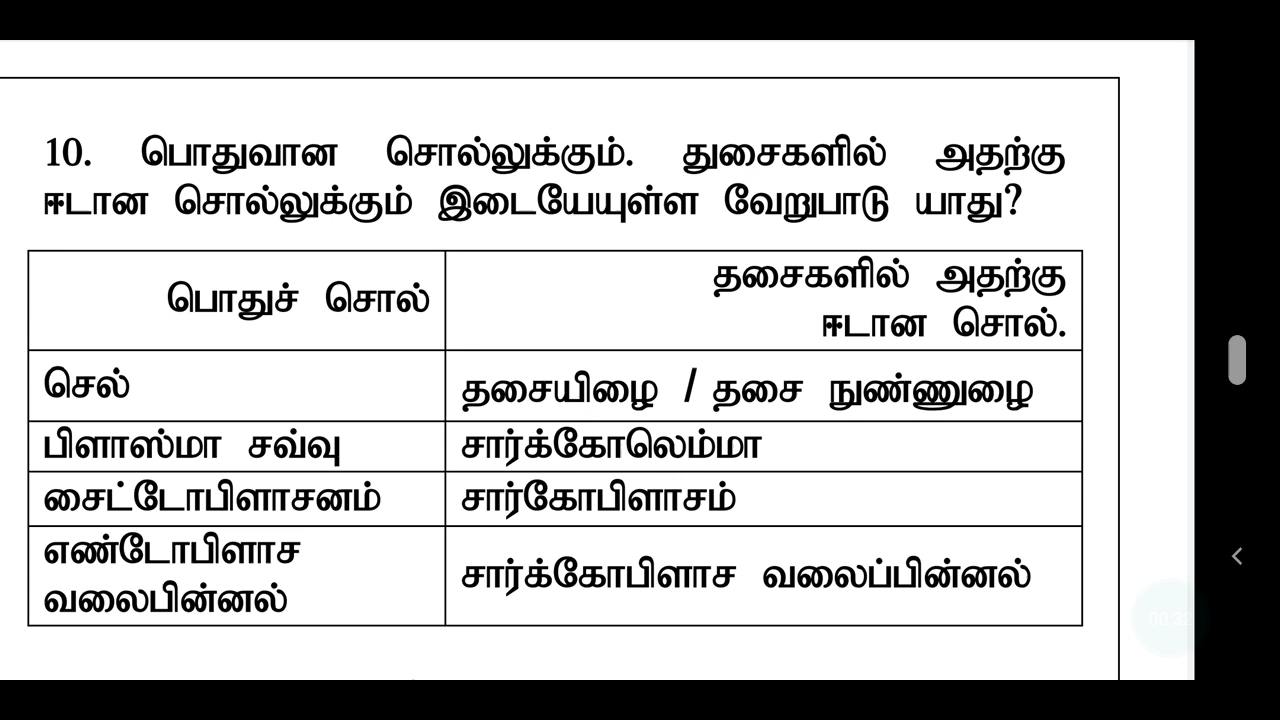 10. பொதுவான சொல்லுக்கும். துசைகளில் அதற்கு
ஈடான சொல்லுக்கும் இடையேயுள்ள வேறுபாடு யாது?
பொதுச் சொல்
தசைகளில் அதற்கு
ஈடான சொல்.
செல்
தசையிழை / தசை நுண்ணுழை
பிளாஸ்மா சவ்வு
சார்க்கோலெம்மா
சைட்டோபிளாசனம்
சார்கோபிளாசம்
எண்டோபிளாச
வலைபின்னல்
சார்க்கோபிளாச வலைப்பின்னல்